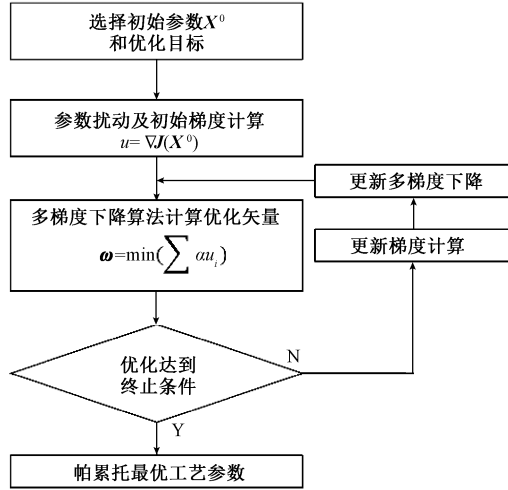 选择初始参数X⁰
和优化目标
参数扰动及初始梯度计算
u=∇J(X⁰)
更新多梯度下降
多梯度下降算法计算优化矢量
ω=min(∑αuᵢ)
更新梯度计算
优化达到
终止条件
N
Y
帕累托最优工艺参数